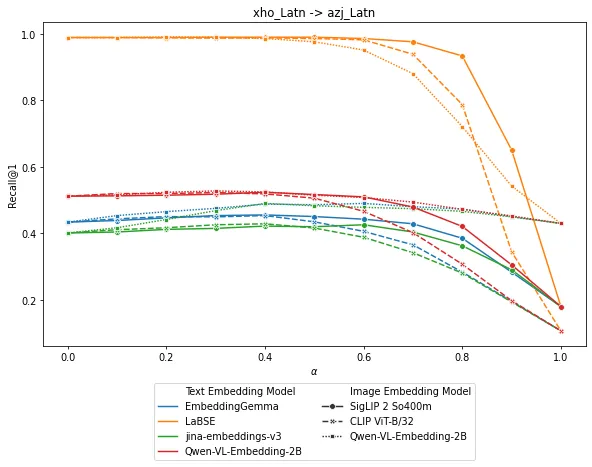 xho_Latn -> azj_Latn
Recall@1
1.0
0.8
0.6
0.4
0.2
0.0 0.2 0.4 0.6 0.8 1.0
α
Text Embedding Model
EmbeddingGemma
LaBSE
jina-embeddings-v3
Qwen-VL-Embedding-2B
Image Embedding Model
SigLIP 2 So400m
CLIP ViT-B/32
Qwen-VL-Embedding-2B